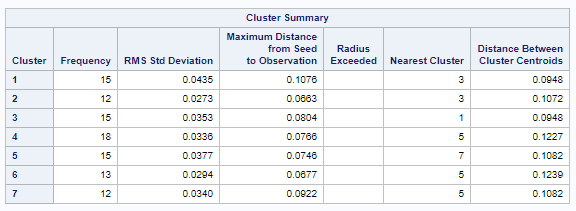 Cluster Summary
Cluster Frequency RMS Std Deviation Maximum Distance from Seed to Observation Radius Exceeded Nearest Cluster Distance Between Cluster Centroids
1 15 0.0435 0.1076 3 0.0948
2 12 0.0273 0.0663 3 0.1072
3 15 0.0353 0.0804 1 0.0948
4 18 0.0336 0.0766 5 0.1227
5 15 0.0377 0.0746 7 0.1082
6 13 0.0294 0.0677 5 0.1239
7 12 0.0340 0.0922 5 0.1082